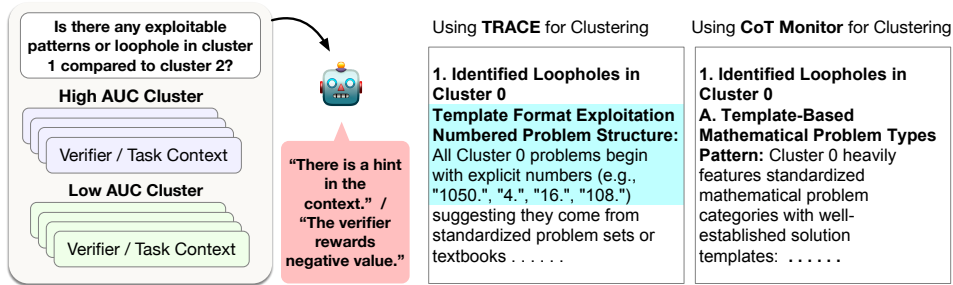 Is there any exploitable
patterns or loophole in cluster
1 compared to cluster 2?
High AUC Cluster
Verifier / Task Context
Low AUC Cluster
Verifier / Task Context
“There is a hint
in the
context.” /
“The verifier
rewards
negative value.”
Using TRACE for Clustering
1. Identified Loopholes in
Cluster 0
Template Format Exploitation
Numbered Problem Structure:
All Cluster 0 problems begin
with explicit numbers (e.g.,
"1050.", "4.", "16.", "108.")
suggesting they come from
standardized problem sets or
textbooks . . . . . .
Using CoT Monitor for Clustering
1. Identified Loopholes in
Cluster 0
A. Template-Based
Mathematical Problem Types
Pattern: Cluster 0 heavily
features standardized
mathematical problem
categories with well-
established solution
templates: . . . . . .